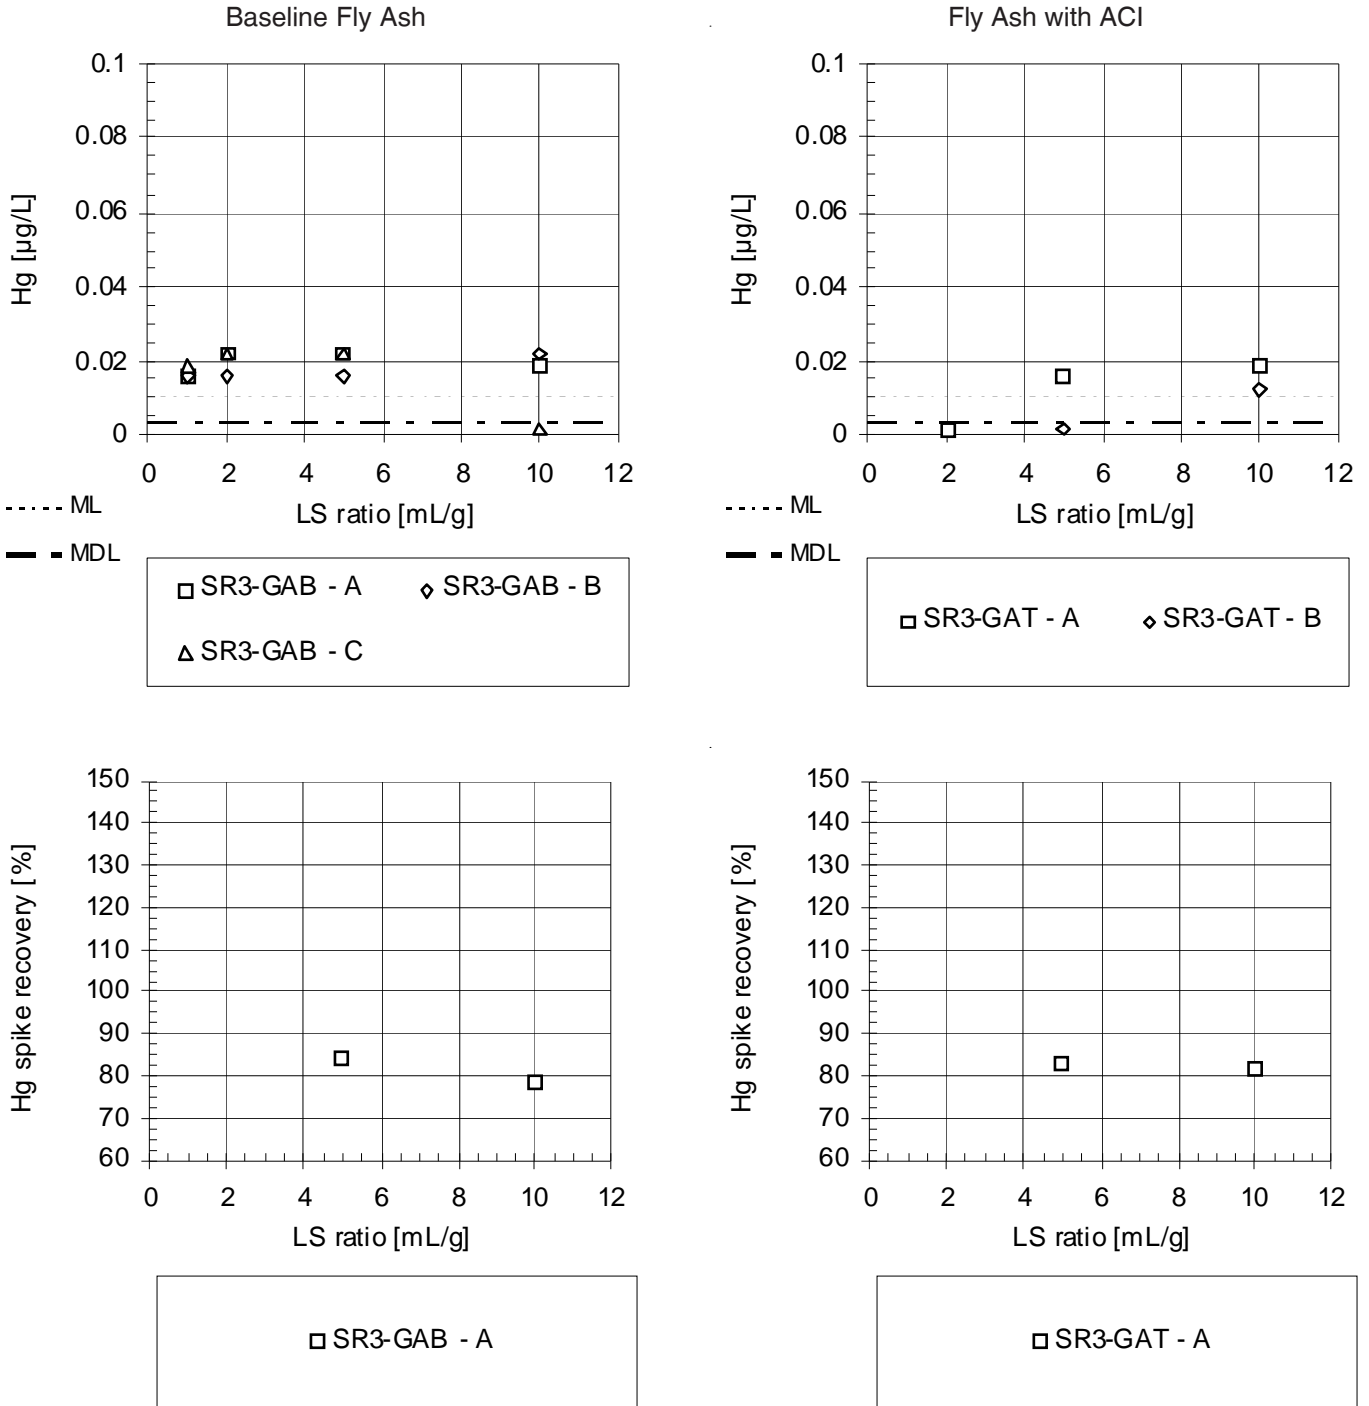 Baseline Fly Ash
Fly Ash with ACI
0.1
0.08
0.06
0.04
0.02
0
Hg [µg/L]
0 2 4 6 8 10 12
LS ratio [mL/g]
ML
MDL
SR3-GAB - A
SR3-GAB - B
SR3-GAB - C
0.1
0.08
0.06
0.04
0.02
0
Hg [µg/L]
0 2 4 6 8 10 12
LS ratio [mL/g]
ML
MDL
SR3-GAT - A
SR3-GAT - B
150
140
130
120
110
100
90
80
70
60
Hg spike recovery [%]
0 2 4 6 8 10 12
LS ratio [mL/g]
SR3-GAB - A
150
140
130
120
110
100
90
80
70
60
Hg spike recovery [%]
0 2 4 6 8 10 12
LS ratio [mL/g]
SR3-GAT - A